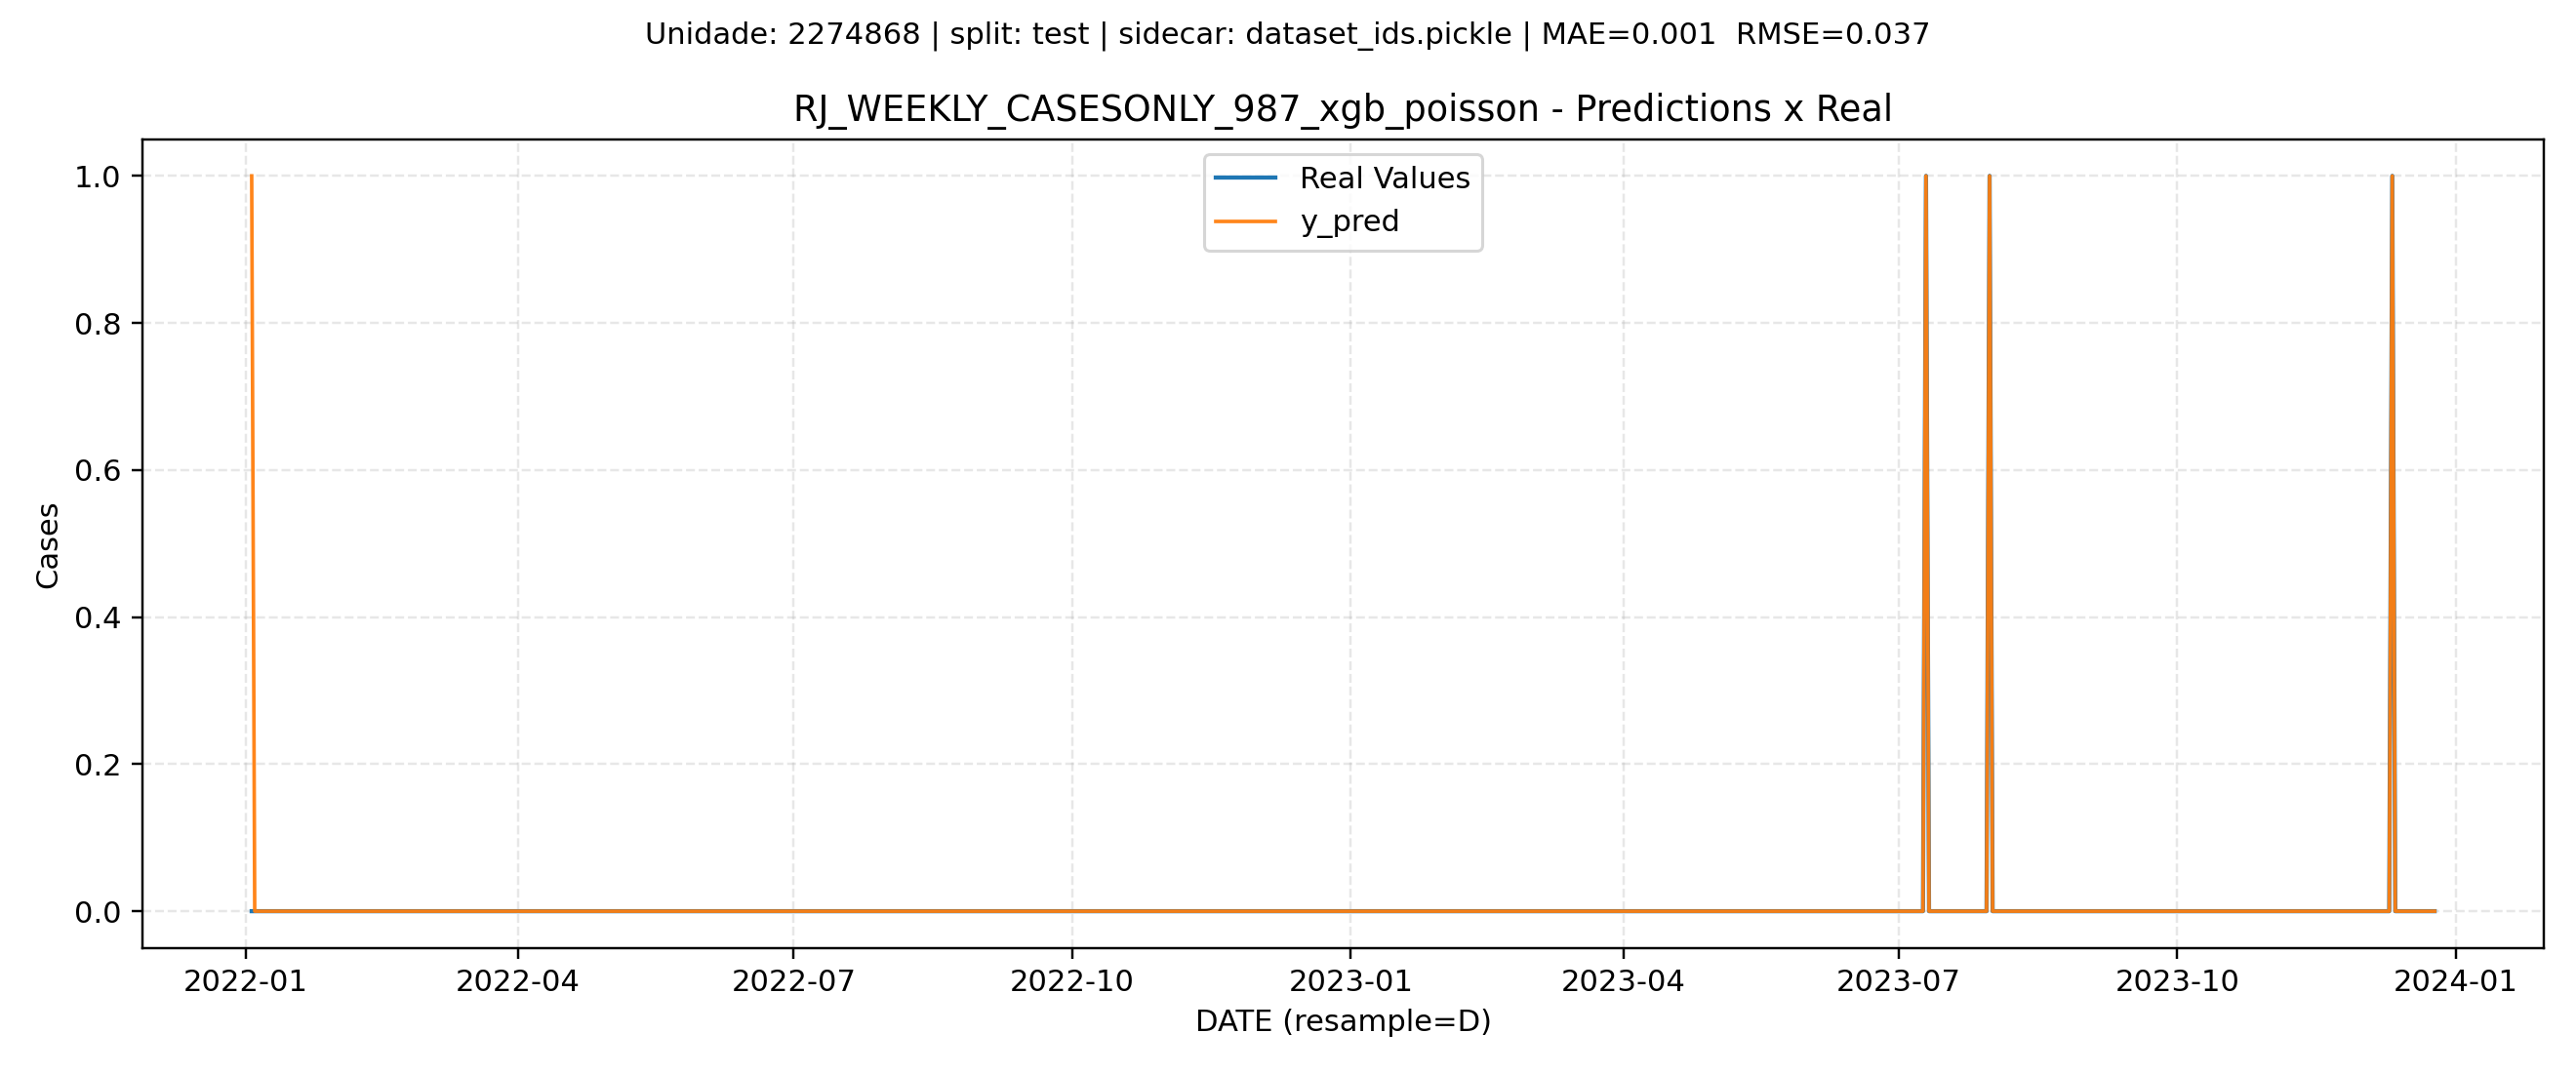 Unidade: 2274868 | split: test | sidecar: dataset_ids.pickle | MAE=0.001  RMSE=0.037
RJ_WEEKLY_CASESONLY_987_xgb_poisson - Predictions x Real
Real Values
y_pred
Cases
1.0
0.8
0.6
0.4
0.2
0.0
2022-01 2022-04 2022-07 2022-10 2023-01 2023-04 2023-07 2023-10 2024-01
DATE (resample=D)